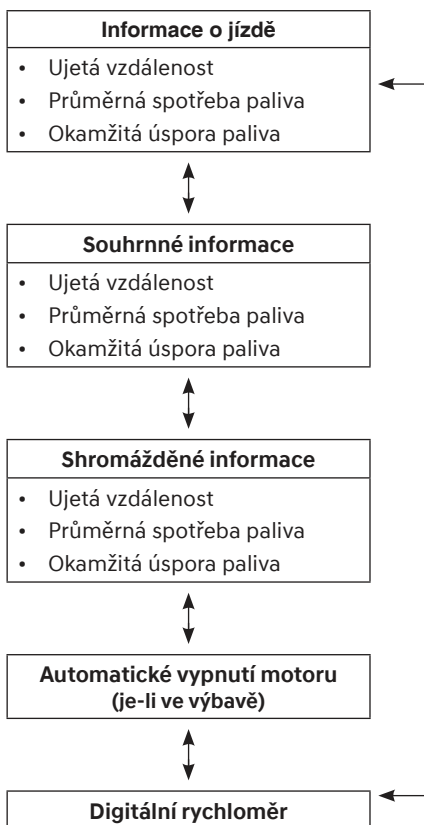 Informace o jízdě
• Ujetá vzdálenost
• Průměrná spotřeba paliva
• Okamžitá úspora paliva
Souhrnné informace
• Ujetá vzdálenost
• Průměrná spotřeba paliva
• Okamžitá úspora paliva
Shromážděné informace
• Ujetá vzdálenost
• Průměrná spotřeba paliva
• Okamžitá úspora paliva
Automatické vypnutí motoru
(je-li ve výbavě)
Digitální rychloměr